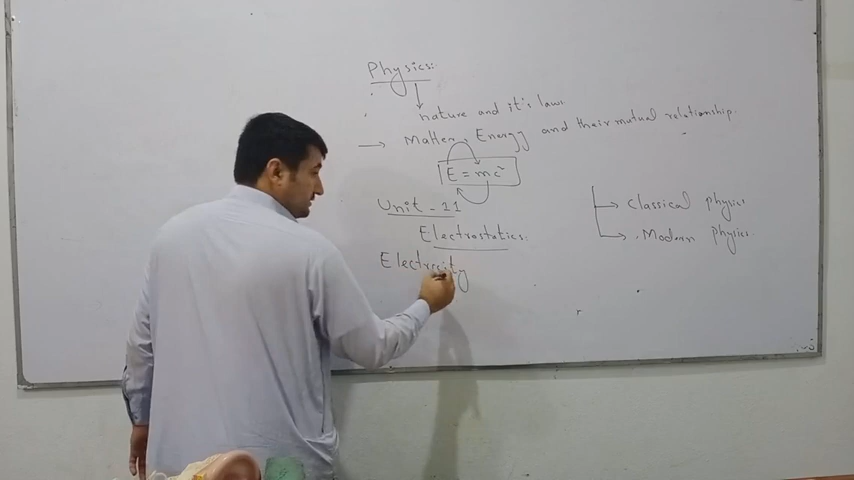 Physics:
nature and it's laws
→ Matter, Energy and their mutual relationship.
E = mc²
Unit - 11
Classical physics
Electrostatics:
Modern physics.
Electrosity